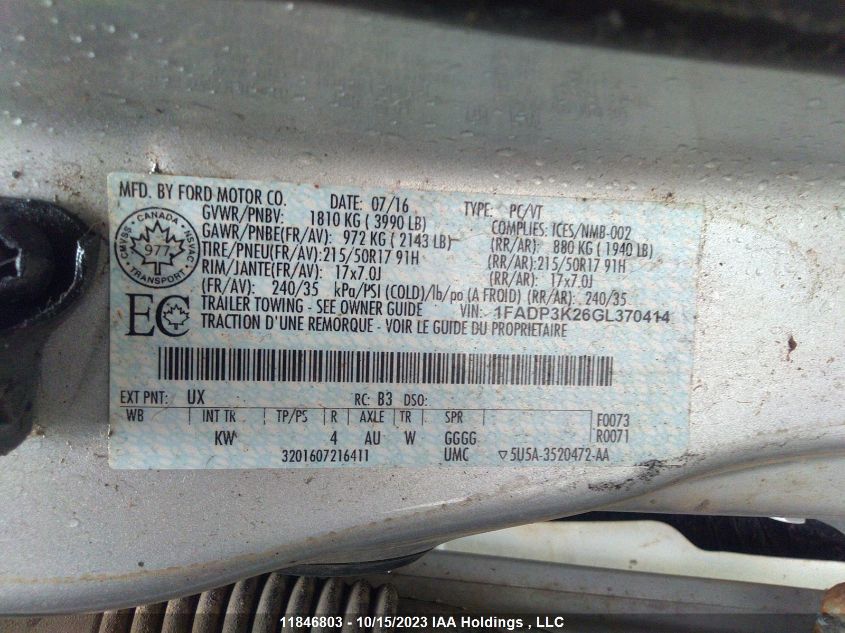 MFD. BY FORD MOTOR CO. DATE: 07/16 TYPE: PC/VT
GVWR/PNBV: 1810 KG ( 3990 LB) COMPLIES: ICES/NMB-002
GAWR/PNBE(FR/AV): 972 KG ( 2143 LB) (RR/AR): 880 KG ( 1940 LB)
TIRE/PNEU(FR/AV):215/50R17 91H (RR/AR):215/50R17 91H
RIM/JANTE(FR/AV): 17x7.0J (RR/AR): 17x7.0J
(FR/AV): 240/35 kPa/PSI (COLD)/lb/po (A FROID) (RR/AR): 240/35
TRAILER TOWING - SEE OWNER GUIDE VIN: 1FADP3K26GL370414
TRACTION D'UNE REMORQUE - VOIR LE GUIDE DU PROPRIETAIRE
CANADA
CMVSS NSVAC
977
TRANSPORT
EC
EXT PNT: UX RC: B3 DSO:
WB INT TR TP/PS R AXLE TR SPR F0073
KW 4 AU W GGGG R0071
3201607216411 UMC ▽5U5A-3520472-AA
11846803 - 10/15/2023 IAA Holdings , LLC